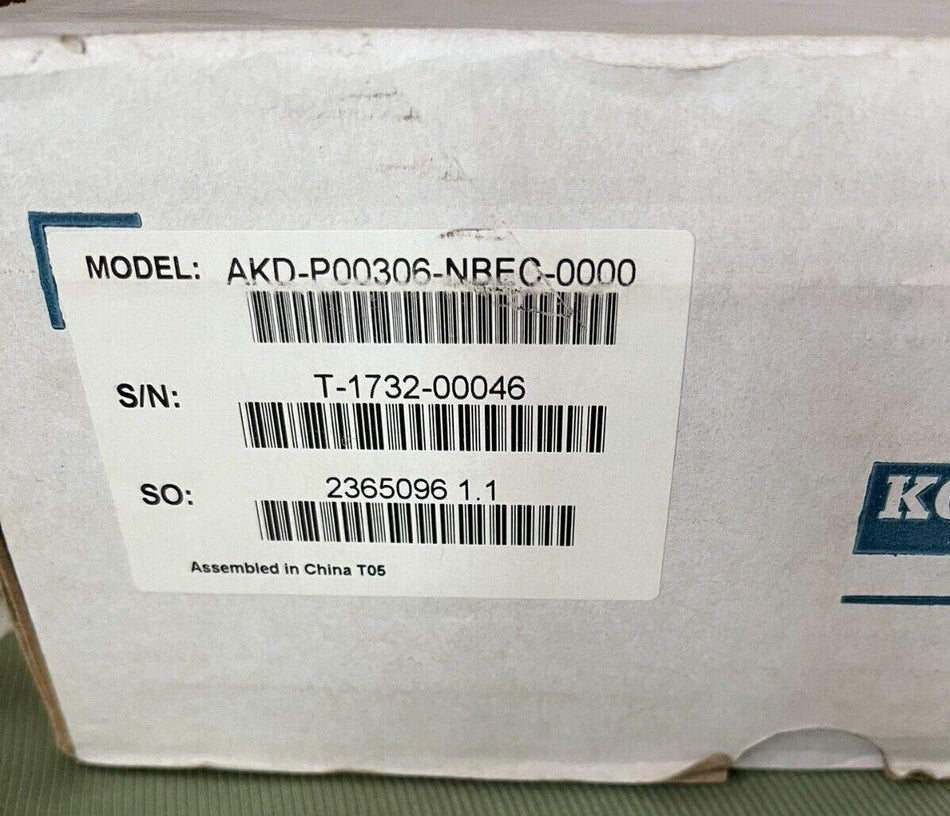 MODEL: AKD-P00306-NBEC-0000
S/N: T-1732-00046
SO: 2365096 1.1
Assembled in China T05